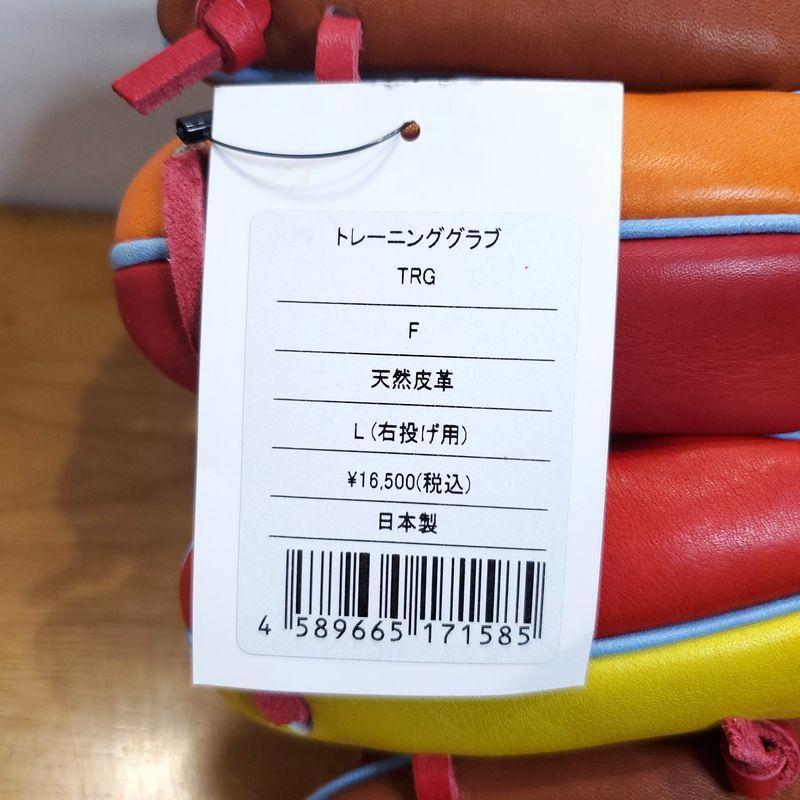 トレーニンググラブ
TRG
F
天然皮革
L(右投げ用)
¥16,500(税込)
日本製
4 589665 171585